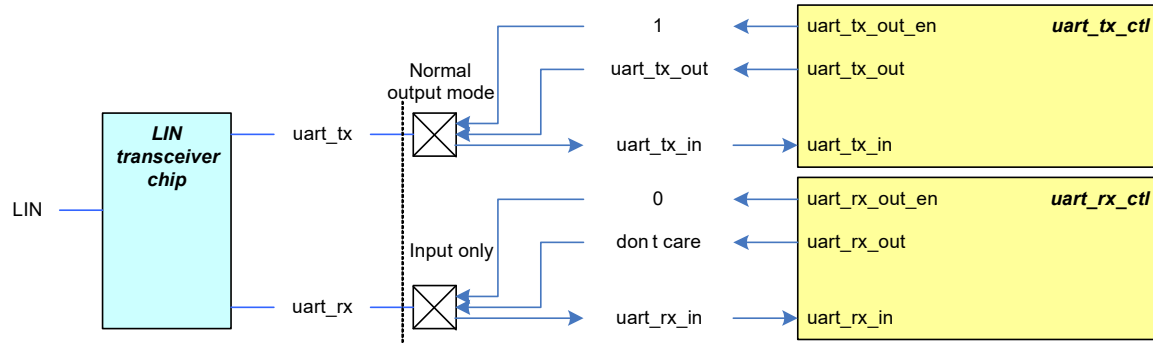 1
uart_tx_out_en
uart_tx_ctl
Normal
output mode
uart_tx_out
uart_tx_out
LIN
transceiver
chip
uart_tx
uart_tx_in
uart_tx_in
LIN
0
uart_rx_out_en
uart_rx_ctl
Input only
don t care
uart_rx_out
uart_rx
uart_rx_in
uart_rx_in